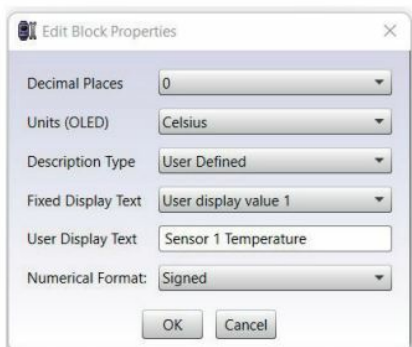 Edit Block Properties
Decimal Places 0
Units (OLED) Celsius
Description Type User Defined
Fixed Display Text User display value 1
User Display Text Sensor 1 Temperature
Numerical Format: Signed
OK Cancel